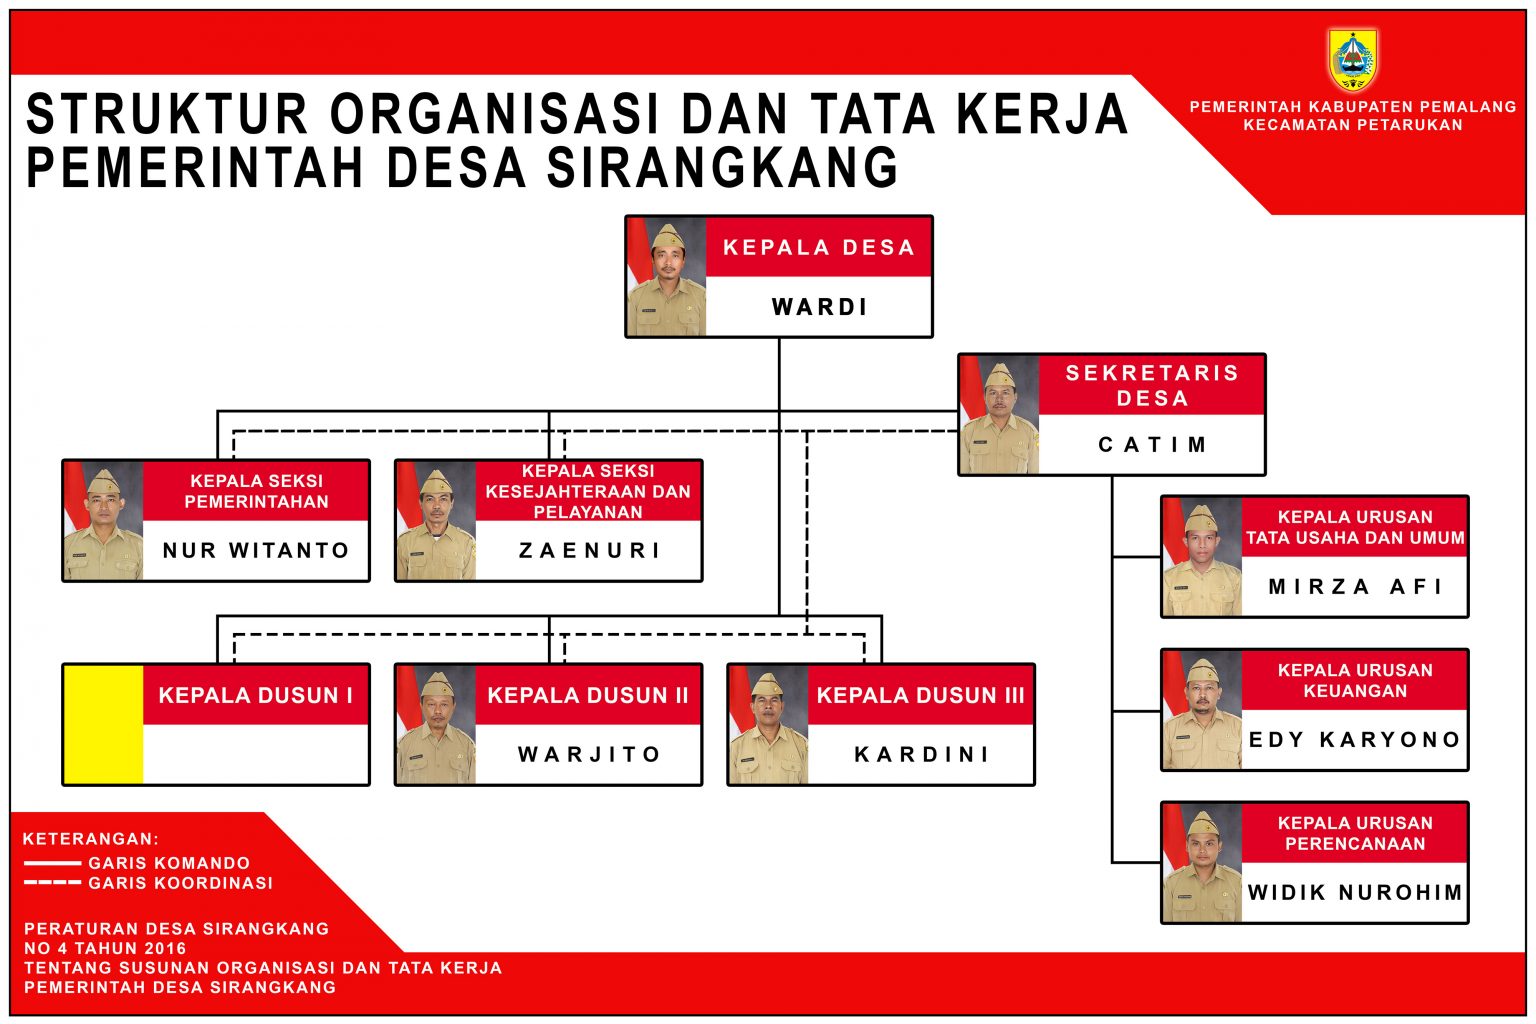 PEMERINTAH KABUPATEN PEMALANG
KECAMATAN PETARUKAN
STRUKTUR ORGANISASI DAN TATA KERJA
PEMERINTAH DESA SIRANGKANG
KEPALA DESA
WARDI
SEKRETARIS
DESA
CATIM
KEPALA SEKSI
PEMERINTAHAN
NUR WITANTO
KEPALA SEKSI
KESEJAHTERAAN DAN
PELAYANAN
ZAENURI
KEPALA URUSAN
TATA USAHA DAN UMUM
MIRZA AFI
KEPALA URUSAN
KEUANGAN
EDY KARYONO
KEPALA URUSAN
PERENCANAAN
WIDIK NUROHIM
KEPALA DUSUN I
KEPALA DUSUN II
WARJITO
KEPALA DUSUN III
KARDINI
KETERANGAN:
GARIS KOMANDO
GARIS KOORDINASI
PERATURAN DESA SIRANGKANG
NO 4 TAHUN 2016
TENTANG SUSUNAN ORGANISASI DAN TATA KERJA
PEMERINTAH DESA SIRANGKANG